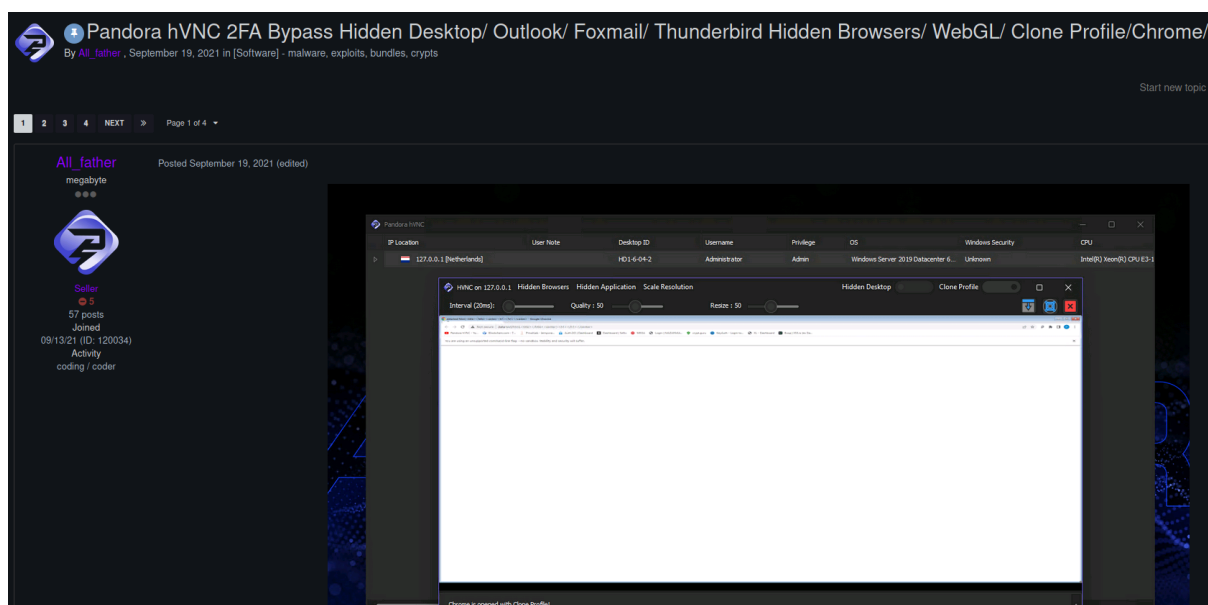 Pandora hVNC 2FA Bypass Hidden Desktop/ Outlook/ Foxmail/ Thunderbird Hidden Browsers/ WebGL/ Clone Profile/Chrome/
By All_father , September 19, 2021 in [Software] - malware, exploits, bundles, crypts
Start new topic
1 2 3 4 NEXT » Page 1 of 4
All_father
Posted September 19, 2021 (edited)
megabyte
Seller
5
57 posts
Joined
09/13/21 (ID: 120034)
Activity
coding / coder
Pandora hVNC
IP Location User Note Desktop ID Username Privilege OS Windows Security CPU
127.0.0.1 [Netherlands] HD1-6-04-2 Administrator Admin Windows Server 2019 Datacenter 6... Unknown Intel(R) Xeon(R) CPU E3-1
HVNC on 127.0.0.1 Hidden Browsers Hidden Application Scale Resolution Hidden Desktop Clone Profile
Interval (20ms): Quality : 50 Resize : 50
Chrome is opened with Clone Profile!